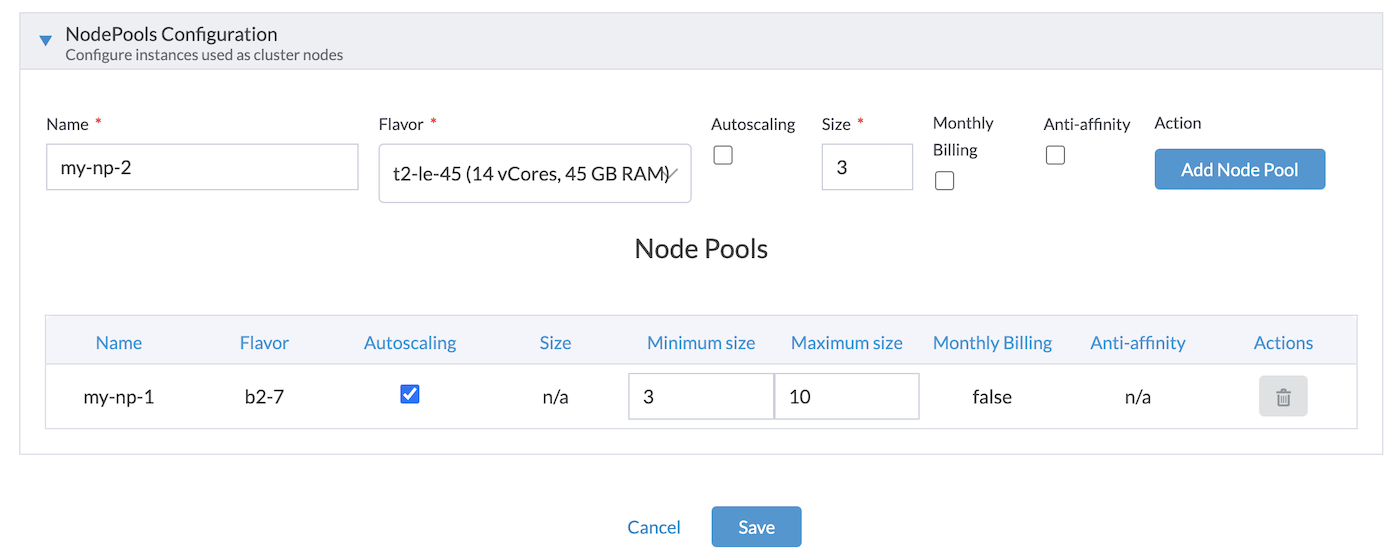 NodePools Configuration
Configure instances used as cluster nodes
Name * Flavor * Autoscaling Size * Monthly Billing Anti-affinity Action
my-np-2 t2-le-45 (14 vCores, 45 GB RAM) 3 Add Node Pool
Node Pools
Name Flavor Autoscaling Size Minimum size Maximum size Monthly Billing Anti-affinity Actions
my-np-1 b2-7 n/a 3 10 false n/a
Cancel Save